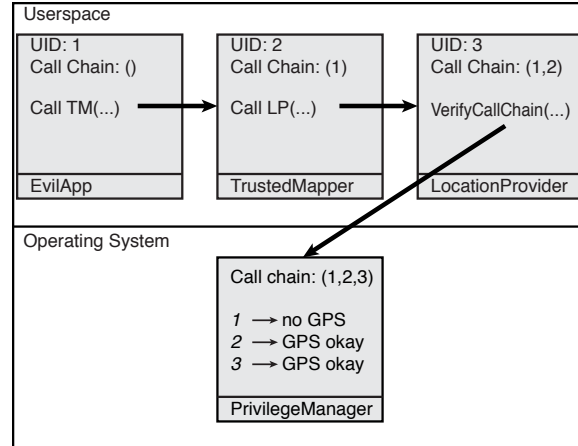 Userspace
UID: 1
Call Chain: ()
Call TM(...)
EvilApp
UID: 2
Call Chain: (1)
Call LP(...)
TrustedMapper
UID: 3
Call Chain: (1,2)
VerifyCallChain(...)
LocationProvider
Operating System
Call chain: (1,2,3)
1 → no GPS
2 → GPS okay
3 → GPS okay
PrivilegeManager